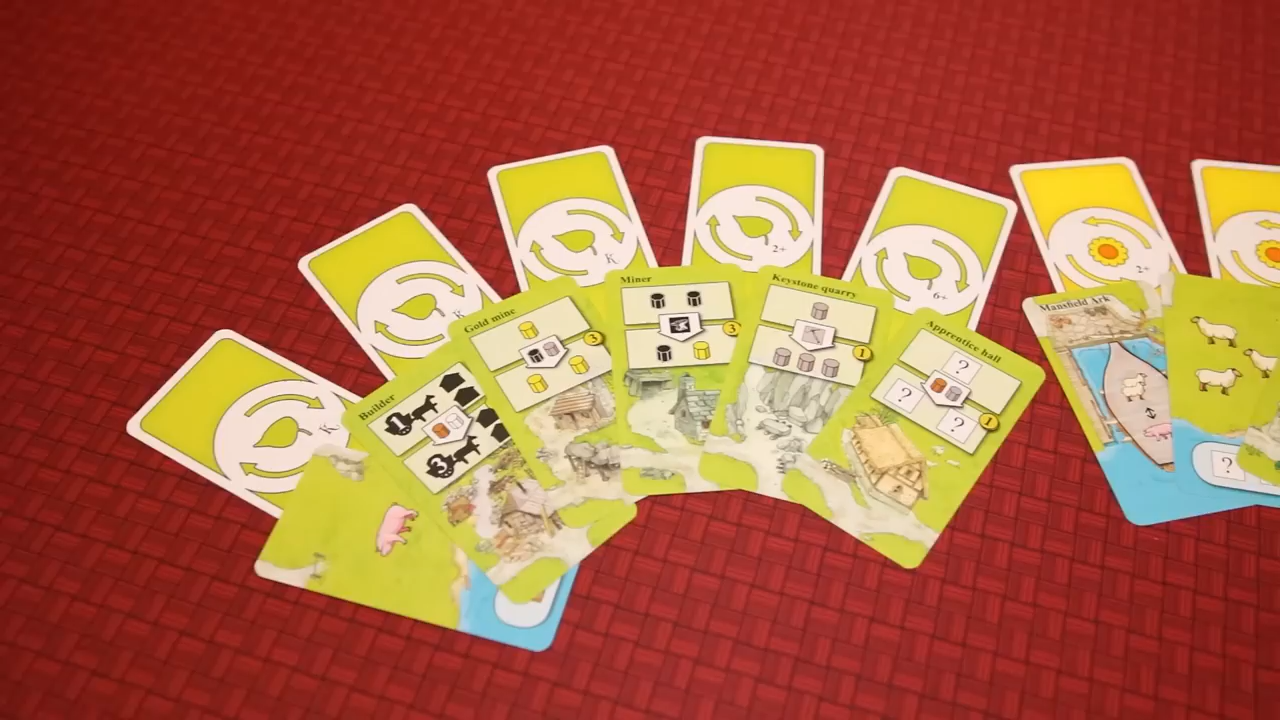 K
K
K
2+
6+
2+
Builder
1
3
Gold mine
3
Miner
3
Keystone quarry
1
Apprentice hall
?
?
?
1
Mansfield Ark
?